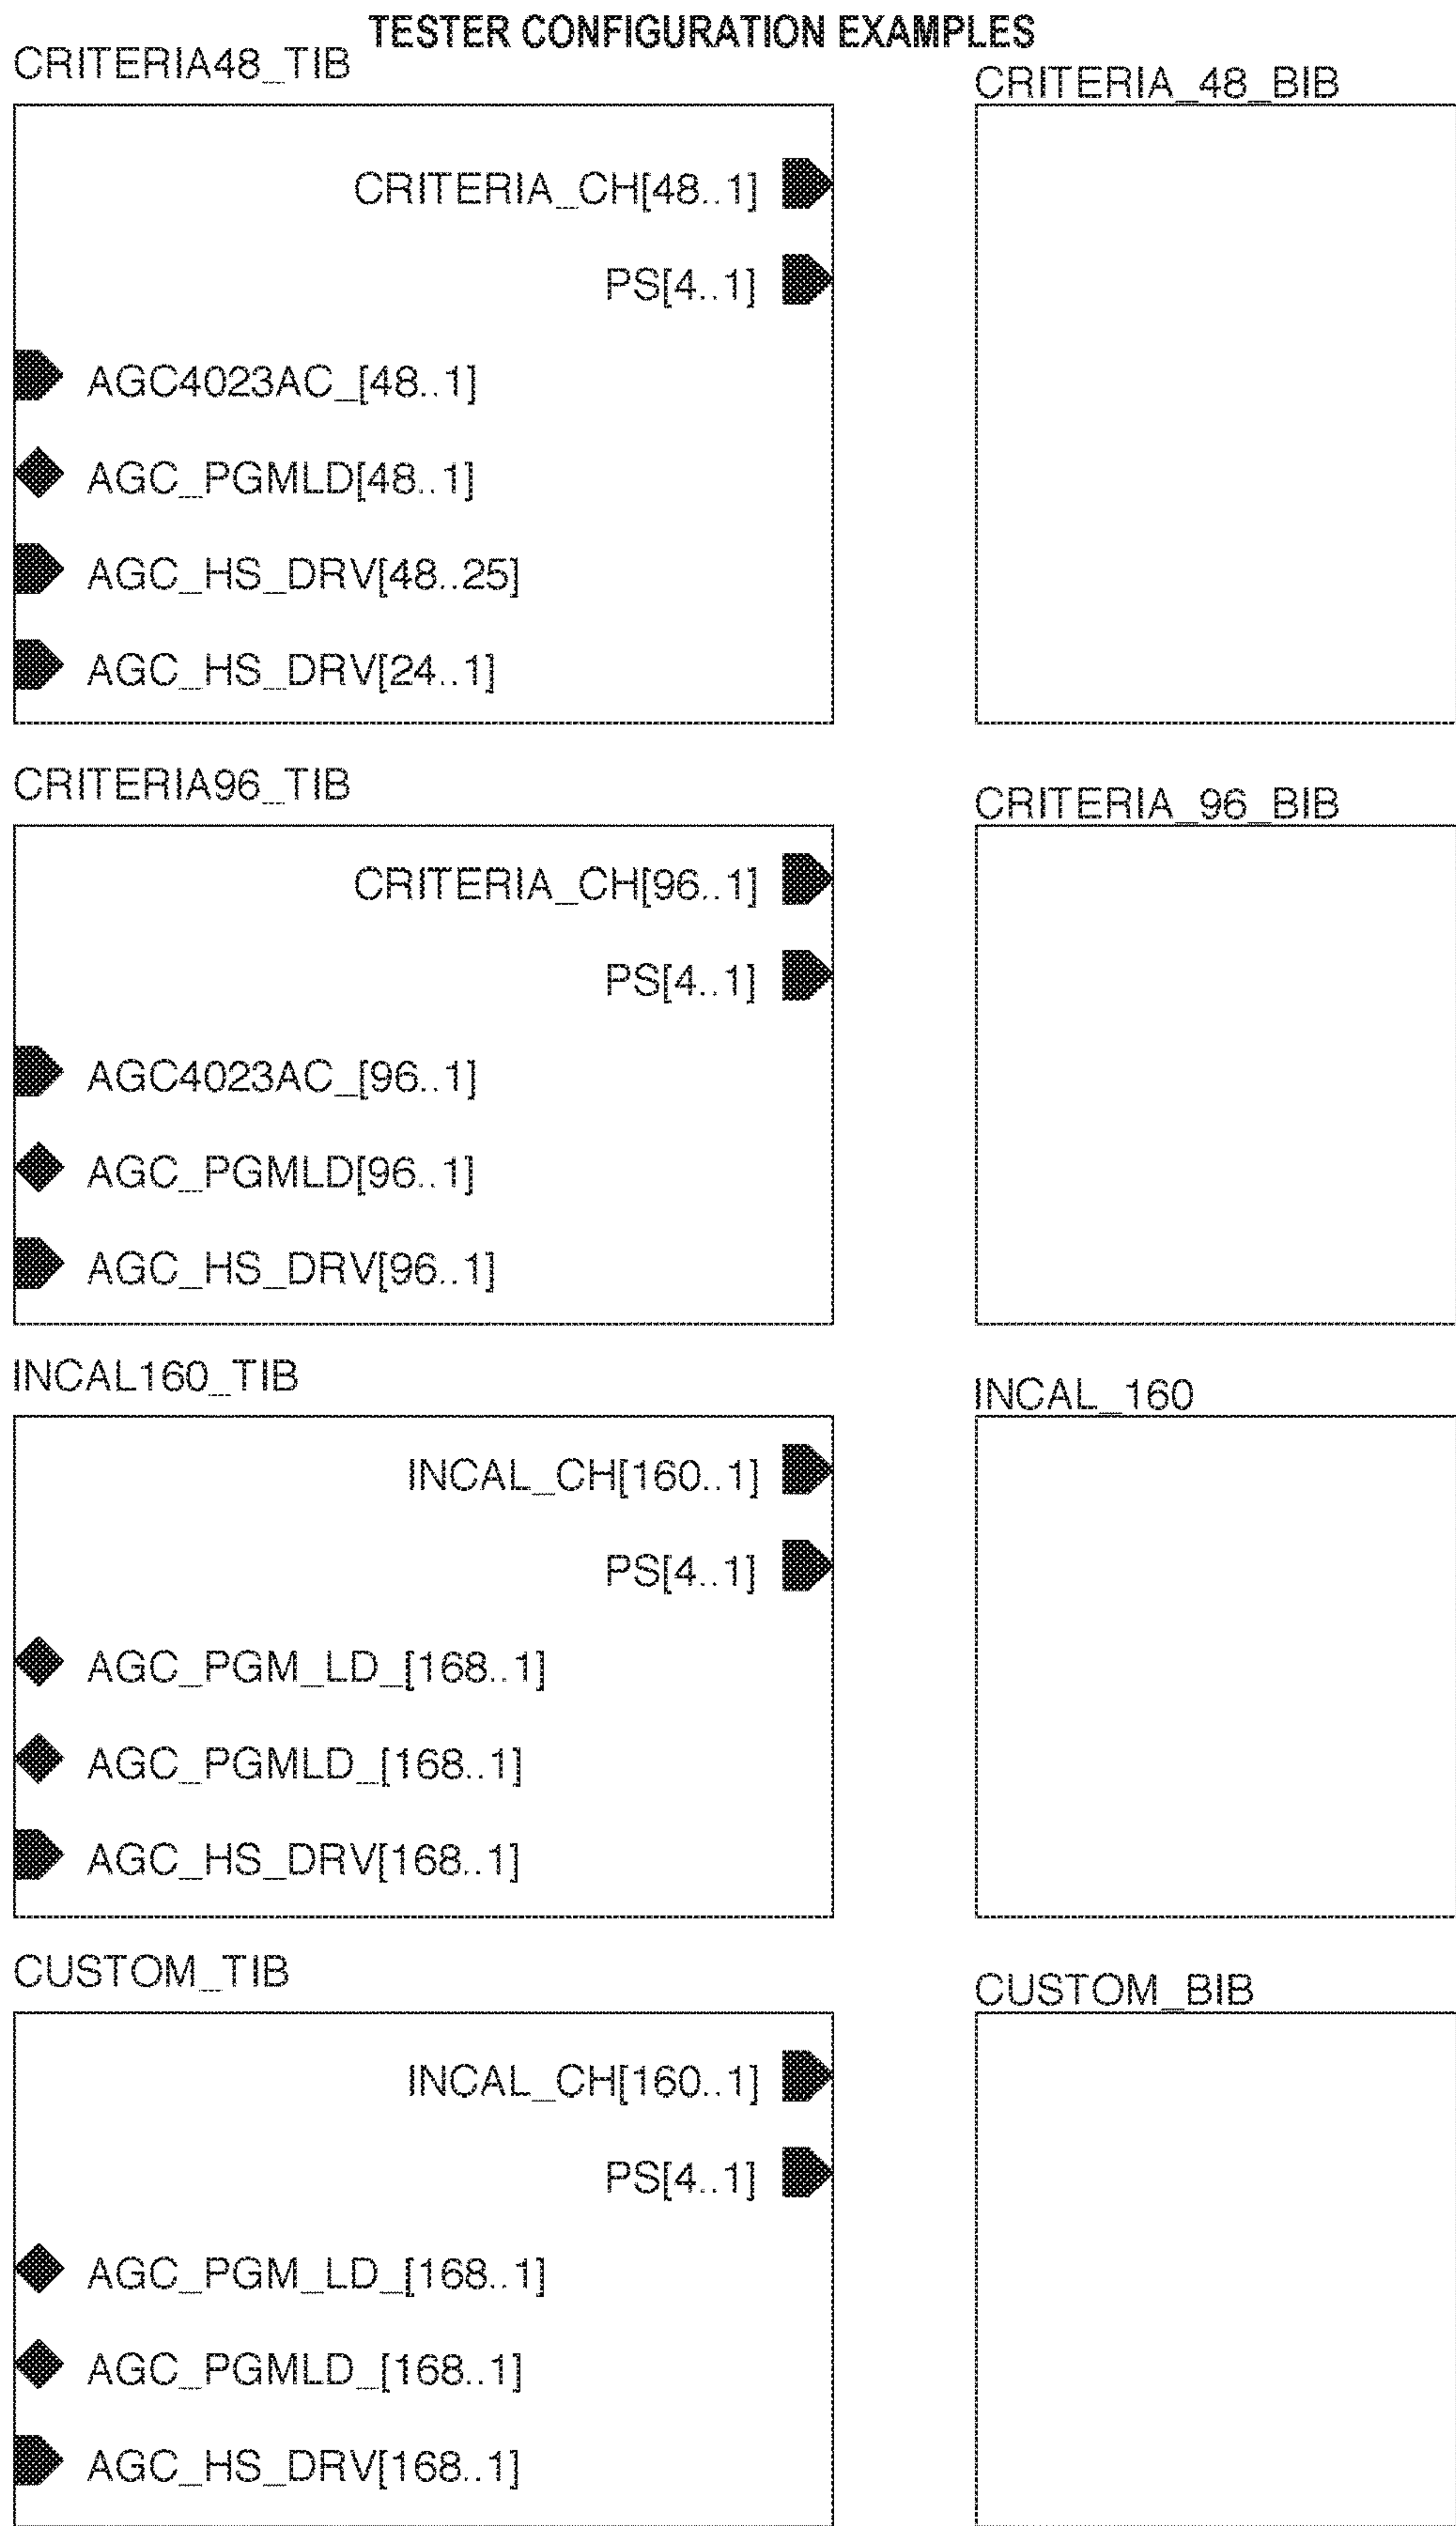 TESTER CONFIGURATION EXAMPLES
CRITERIA48_TIB
CRITERIA_48_BIB
CRITERIA_CH[48..1]
PS[4..1]
AGC4023AC_[48..1]
AGC_PGMLD[48..1]
AGC_HS_DRV[48..25]
AGC_HS_DRV[24..1]
CRITERIA96_TIB
CRITERIA_96_BIB
CRITERIA_CH[96..1]
PS[4..1]
AGC4023AC_[96..1]
AGC_PGMLD[96..1]
AGC_HS_DRV[96..1]
INCAL160_TIB
INCAL_160
INCAL_CH[160..1]
PS[4..1]
AGC_PGM_LD_[168..1]
AGC_PGMLD_[168..1]
AGC_HS_DRV[168..1]
CUSTOM_TIB
CUSTOM_BIB
INCAL_CH[160..1]
PS[4..1]
AGC_PGM_LD_[168..1]
AGC_PGMLD_[168..1]
AGC_HS_DRV[168..1]